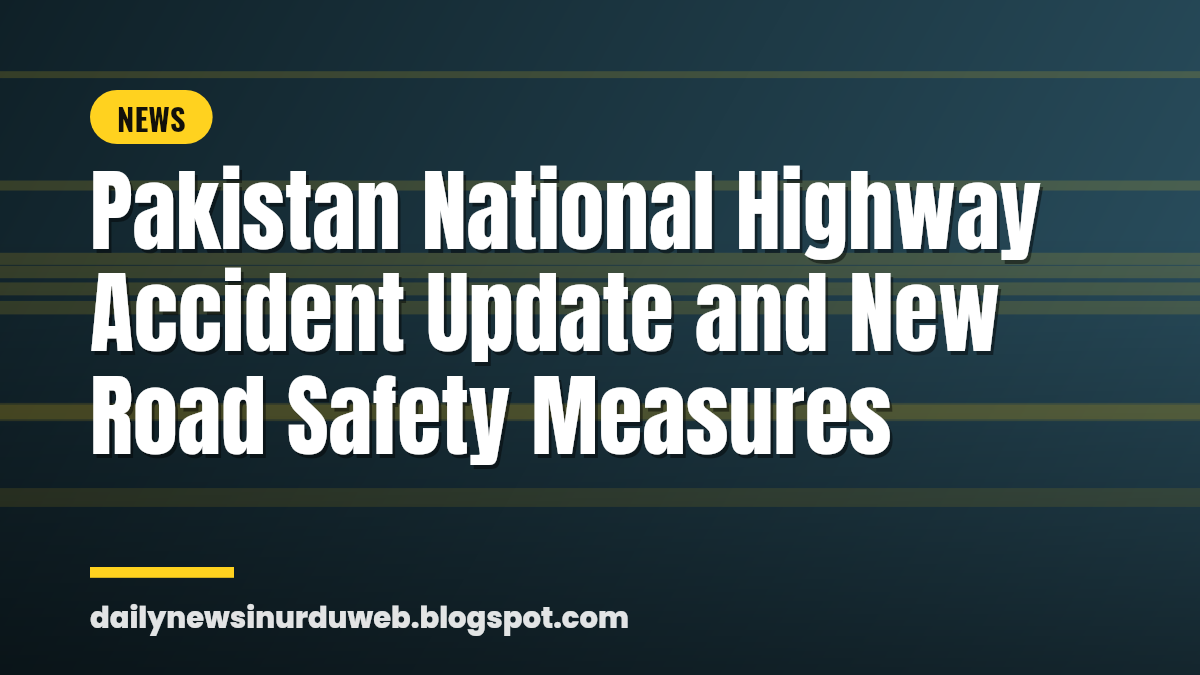 NEWS
Pakistan National Highway
Accident Update and New
Road Safety Measures
dailynewsinurduweb.blogspot.com